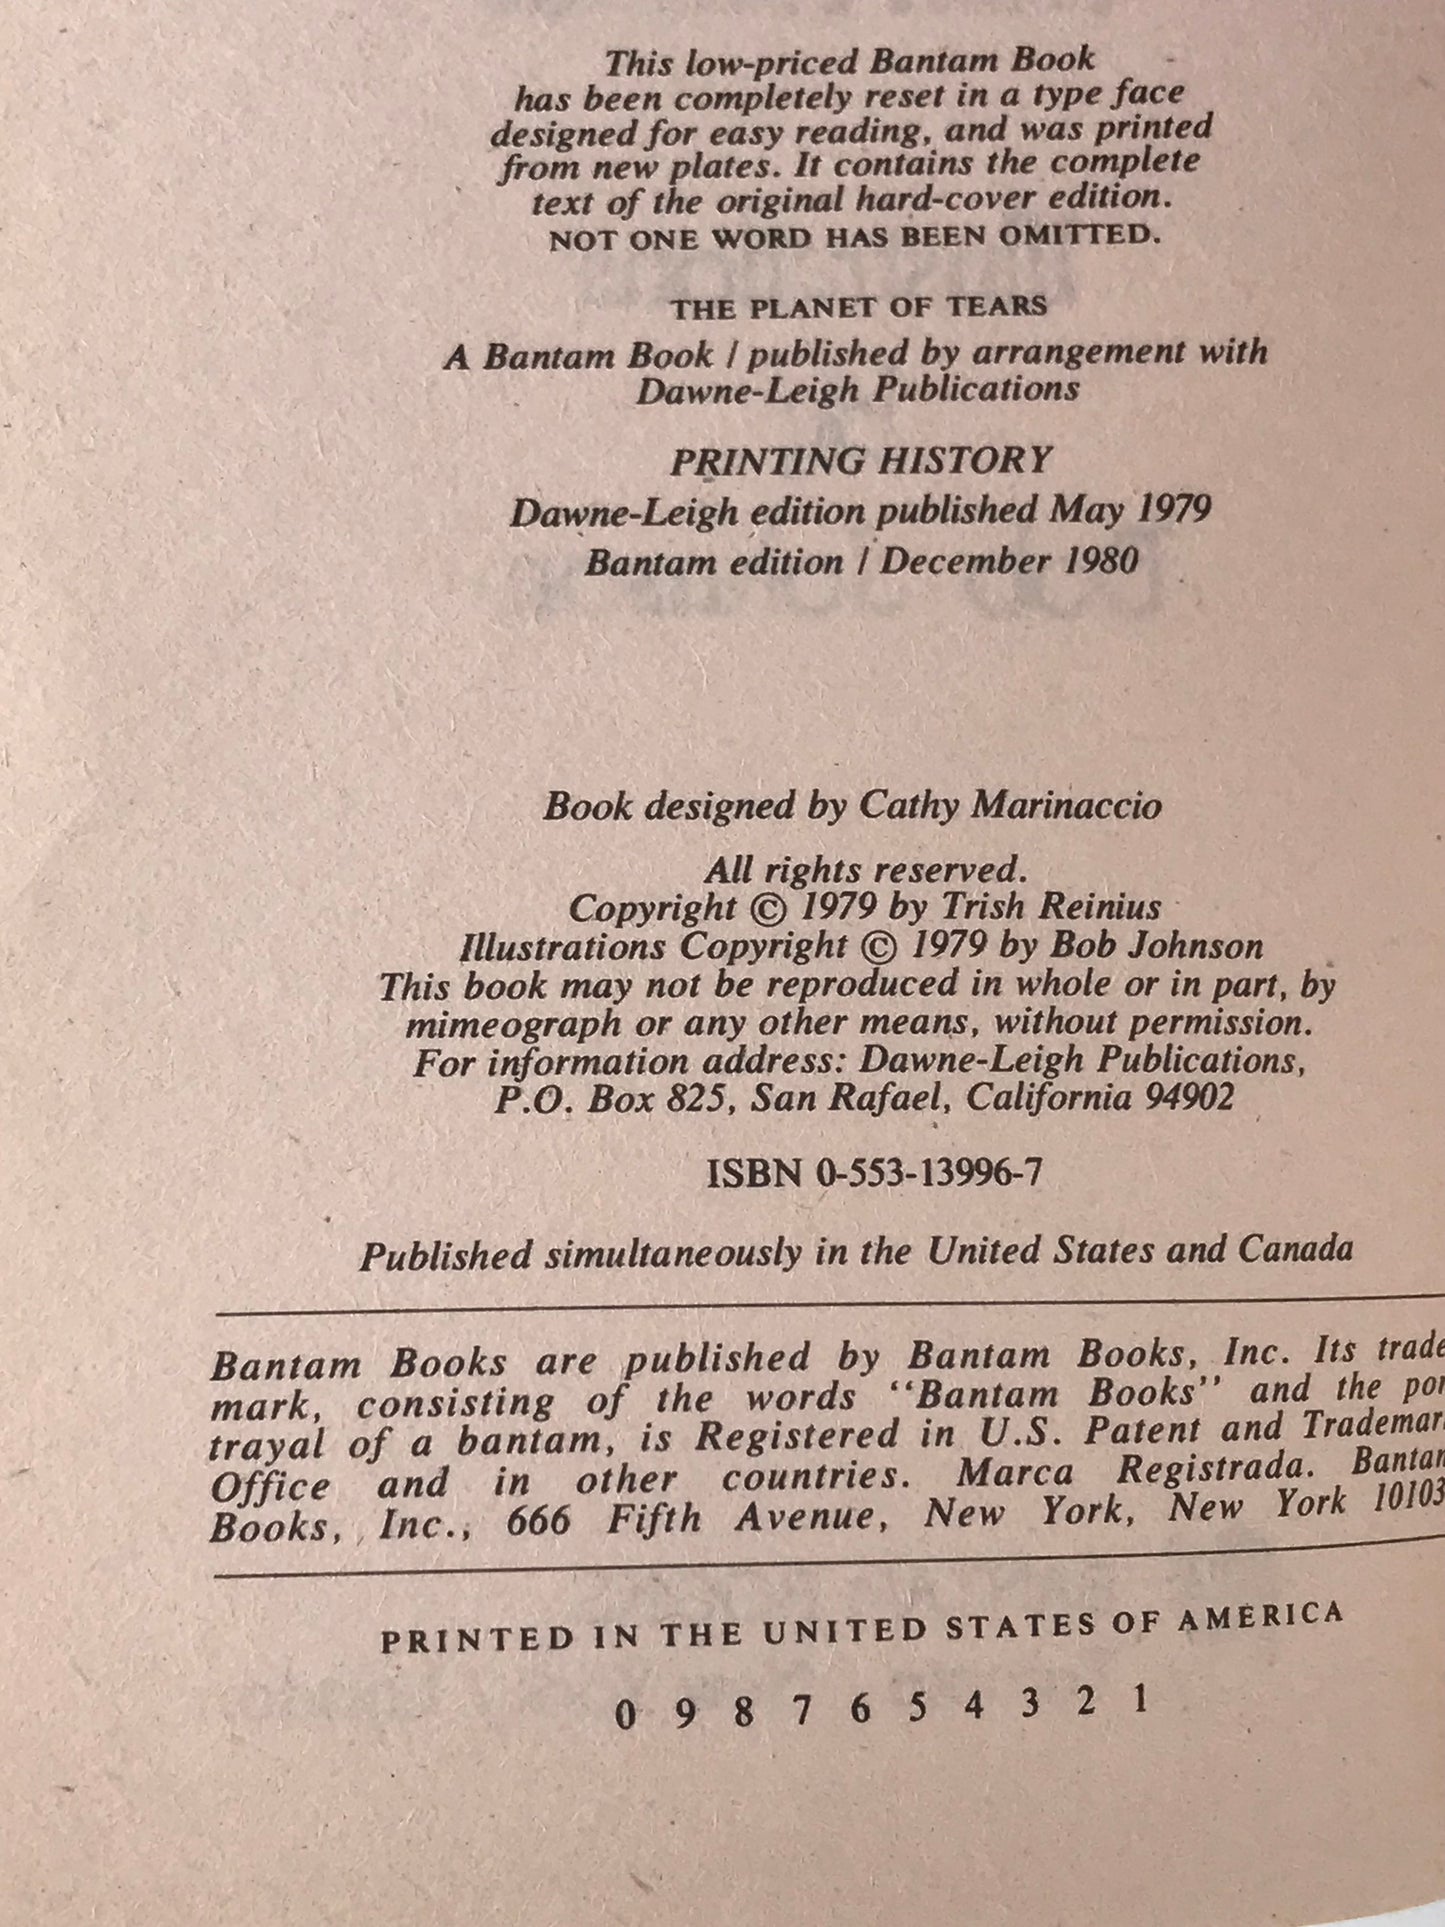 This low-priced Bantam Book
has been completely reset in a type face
designed for easy reading, and was printed
from new plates. It contains the complete
text of the original hard-cover edition.
NOT ONE WORD HAS BEEN OMITTED.
THE PLANET OF TEARS
A Bantam Book / published by arrangement with
Dawne-Leigh Publications
PRINTING HISTORY
Dawne-Leigh edition published May 1979
Bantam edition / December 1980
Book designed by Cathy Marinaccio
All rights reserved.
Copyright © 1979 by Trish Reinius
Illustrations Copyright © 1979 by Bob Johnson
This book may not be reproduced in whole or in part, by
mimeograph or any other means, without permission.
For information address: Dawne-Leigh Publications,
P.O. Box 825, San Rafael, California 94902
ISBN 0-553-13996-7
Published simultaneously in the United States and Canada
Bantam Books are published by Bantam Books, Inc. Its trade
mark, consisting of the words ‘‘Bantam Books’’ and the por
trayal of a bantam, is Registered in U.S. Patent and Trademar
Office and in other countries. Marca Registrada. Bantam
Books, Inc., 666 Fifth Avenue, New York, New York 10103
PRINTED IN THE UNITED STATES OF AMERICA
0 9 8 7 6 5 4 3 2 1